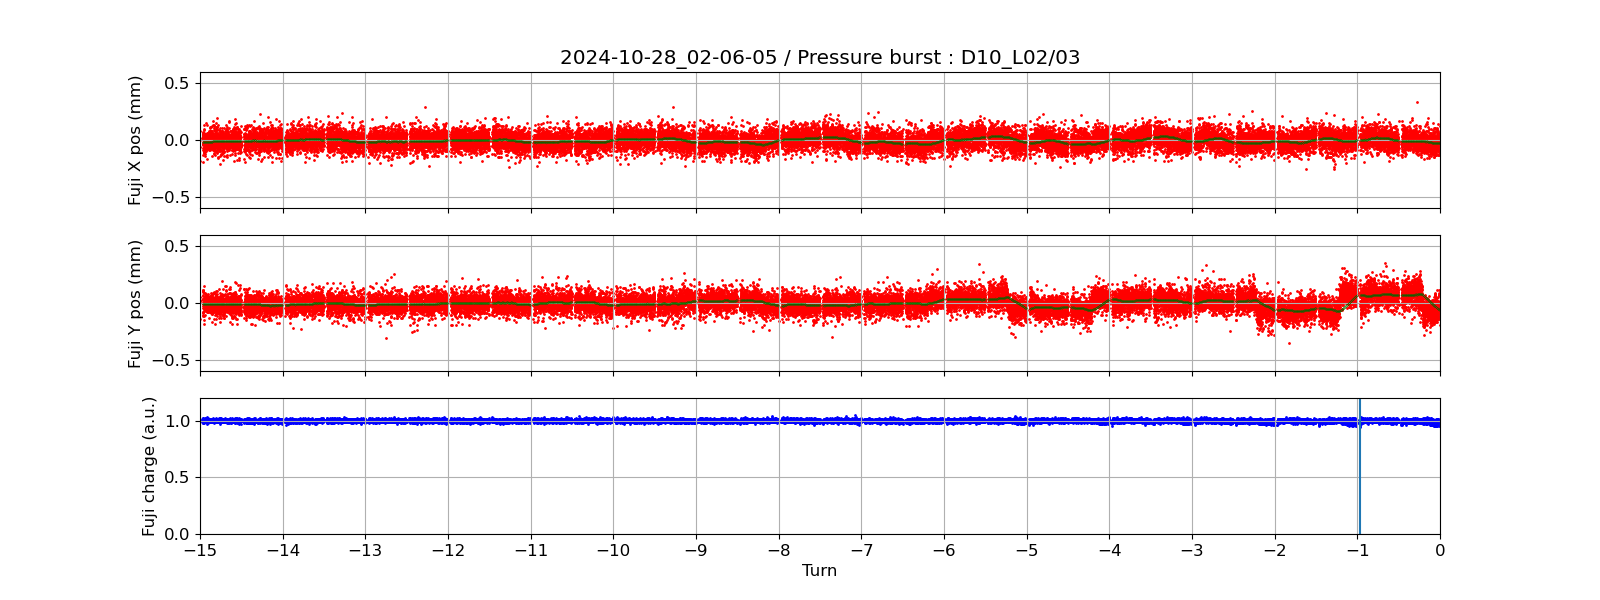 2024-10-28_02-06-05 / Pressure burst : D10_L02/03
Fuji X pos (mm)
0.5
0.0
−0.5
Fuji Y pos (mm)
0.5
0.0
−0.5
Fuji charge (a.u.)
1.0
0.5
0.0
−15 −14 −13 −12 −11 −10 −9 −8 −7 −6 −5 −4 −3 −2 −1 0
Turn